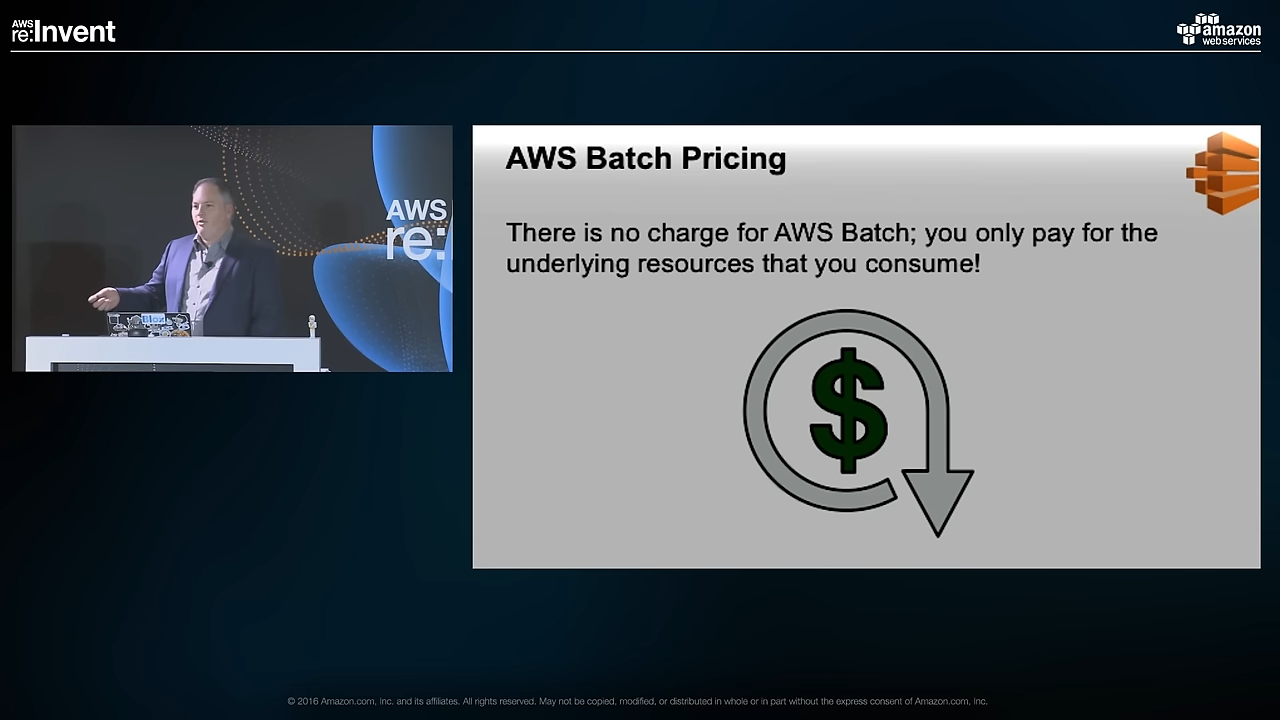 AWS
re:Invent
amazon
webservices
AWS
re:
Blox
AWS Batch Pricing
There is no charge for AWS Batch; you only pay for the
underlying resources that you consume!
$
© 2016 Amazon.com, Inc. and its affiliates. All rights reserved. May not be copied, modified, or distributed in whole or in part without the express consent of Amazon.com, Inc.